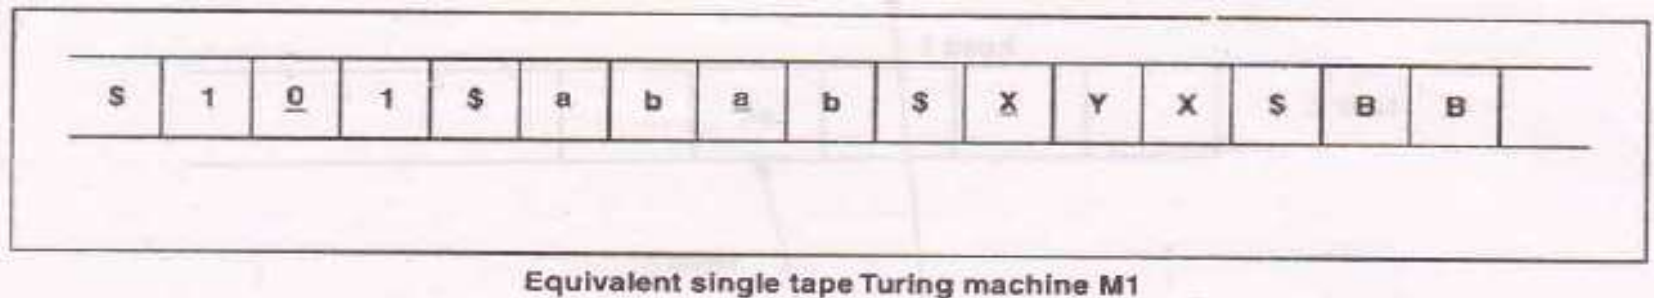 $ 1 0 1 $ a b a b $ X Y X $ B B
Equivalent single tape Turing machine M1